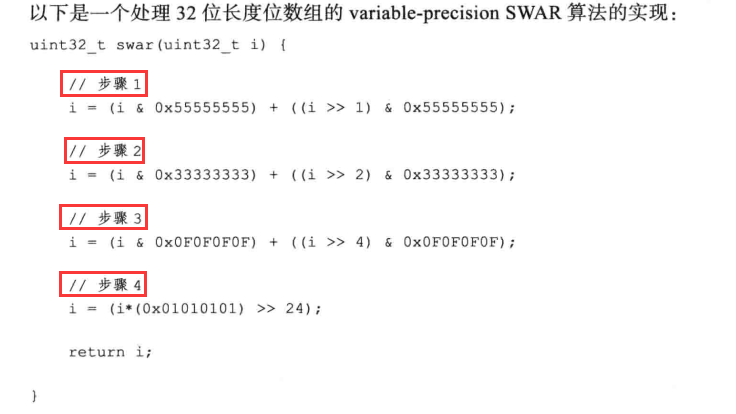 以下是一个处理 32 位长度位数组的 variable-precision SWAR 算法的实现：
uint32_t swar(uint32_t i) {
// 步骤 1
i = (i & 0x55555555) + ((i >> 1) & 0x55555555);
// 步骤 2
i = (i & 0x33333333) + ((i >> 2) & 0x33333333);
// 步骤 3
i = (i & 0x0F0F0F0F) + ((i >> 4) & 0x0F0F0F0F);
// 步骤 4
i = (i*(0x01010101) >> 24);
return i;
}